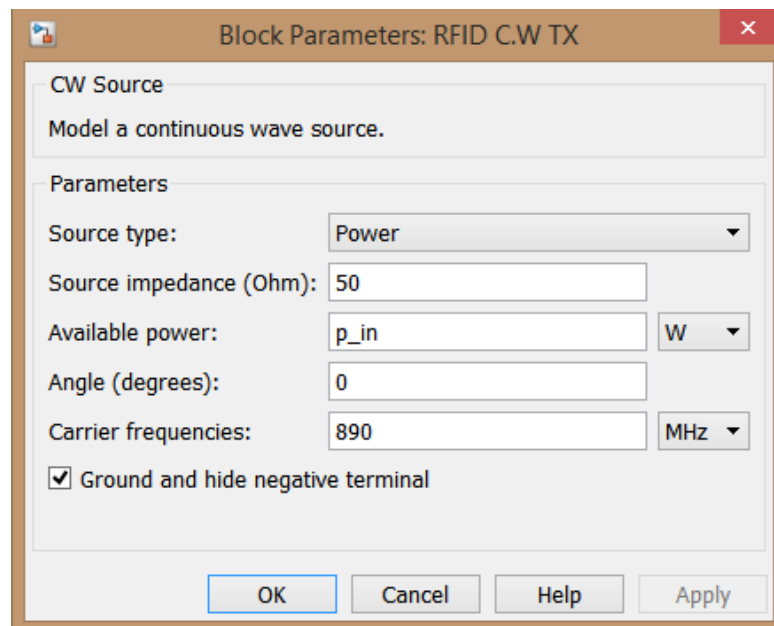 Block Parameters: RFID C.W TX
CW Source
Model a continuous wave source.
Parameters
Source type: Power
Source impedance (Ohm): 50
Available power: p_in W
Angle (degrees): 0
Carrier frequencies: 890 MHz
Ground and hide negative terminal
OK Cancel Help Apply